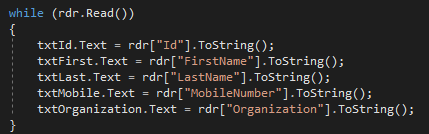 while (rdr.Read())
{
txtId.Text = rdr["Id"].ToString();
txtFirst.Text = rdr["FirstName"].ToString();
txtLast.Text = rdr["LastName"].ToString();
txtMobile.Text = rdr["MobileNumber"].ToString();
txtOrganization.Text = rdr["Organization"].ToString();
}